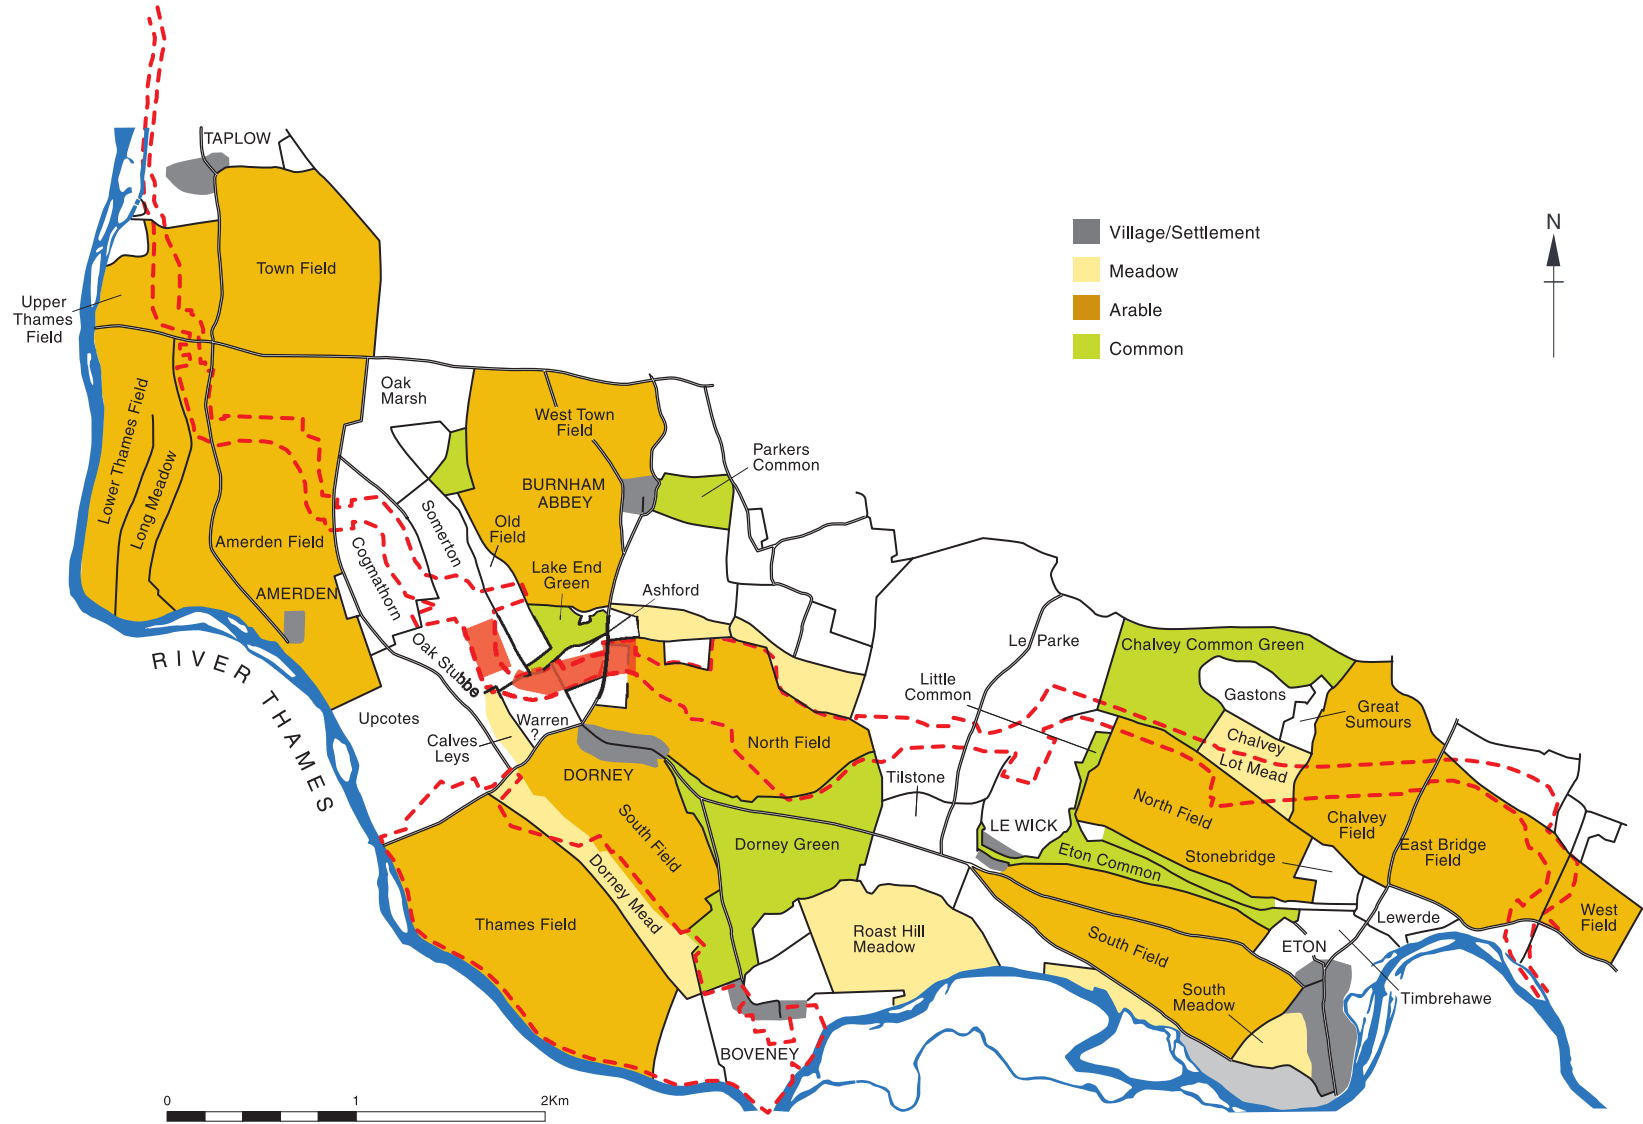 TAPLOW
Town Field
Upper
Thames
Field
Village/Settlement
Meadow
Arable
Common
N
Oak
Marsh
West Town
Field
Parkers
Common
BURNHAM
ABBEY
Lower Thames Field
Long Meadow
Somerton
Old
Field
Amerden Field
Cogmathorn
Lake End
Green
Ashford
AMERDEN
Oak Stubbe
RIVER THAMES
Le Parke
Chalvey Common Green
Little
Common
Gastons
Great
Sumours
Upcotes
Warren
?
Calves
Leys
North Field
Chalvey
Lot Mead
DORNEY
Tilstone
North Field
Chalvey
Field
LE WICK
South Field
Dorney Green
Eton Common
Stonebridge
East Bridge
Field
Dorney Mead
Thames Field
Roast Hill
Meadow
South Field
ETON
Lewerde
West
Field
South
Meadow
Timbrehawe
BOVENEY
0 1 2Km